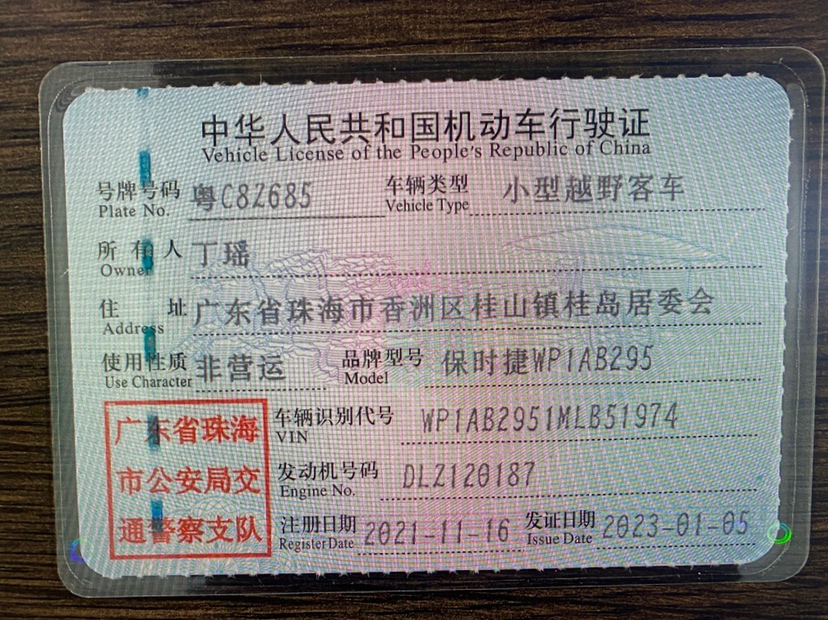 中华人民共和国机动车行驶证
Vehicle License of the People's Republic of China
号牌号码 粤C8Z685 车辆类型 小型越野客车
Plate No. Vehicle Type
所有人 丁瑶
Owner
住址 广东省珠海市香洲区桂山镇桂岛居委会
Address
使用性质 非营运 品牌型号 保时捷WP1AB295
Use Character Model
广东省珠海 车辆识别代号 WP1AB2951MLB51974
VIN
市公安局交 发动机号码 DLZ120187
Engine No.
通警察支队 注册日期 2021-11-16 发证日期 2023-01-05
Register Date Issue Date